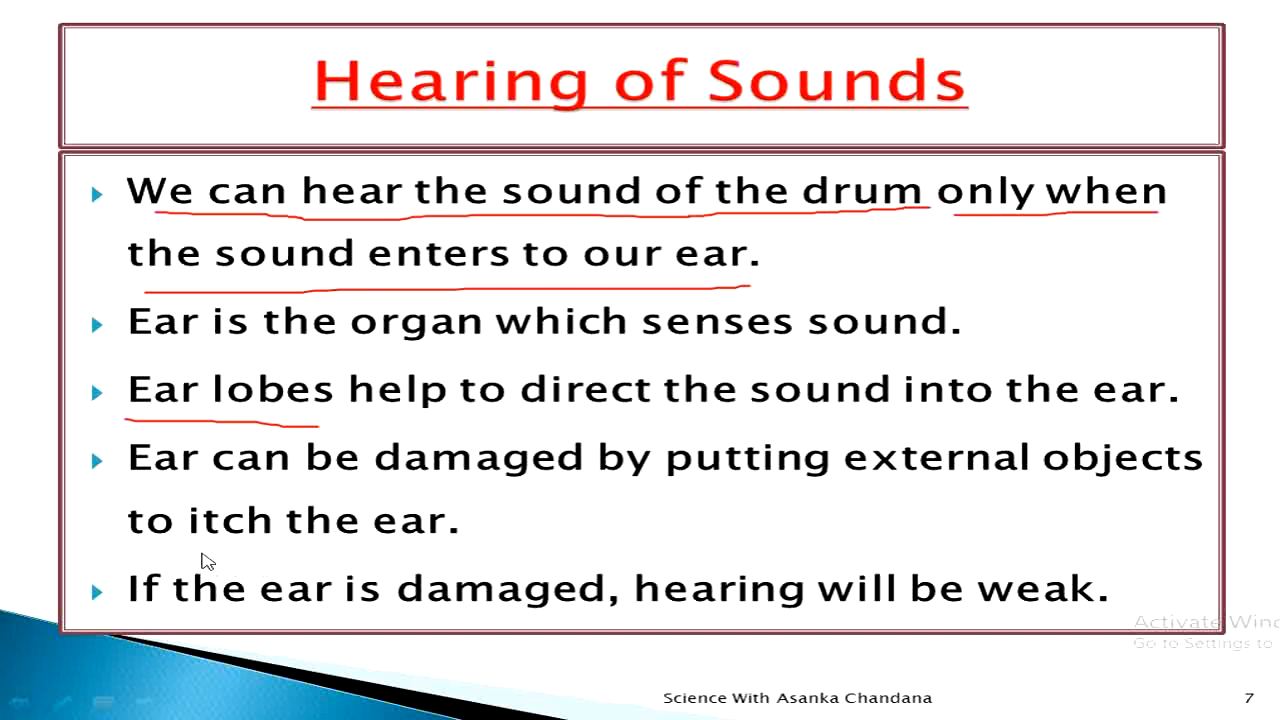 Hearing of Sounds
We can hear the sound of the drum only when
the sound enters to our ear.
Ear is the organ which senses sound.
Ear lobes help to direct the sound into the ear.
Ear can be damaged by putting external objects
to itch the ear.
If the ear is damaged, hearing will be weak.
Activate Wind
Go to Settings to
Science With Asanka Chandana
7